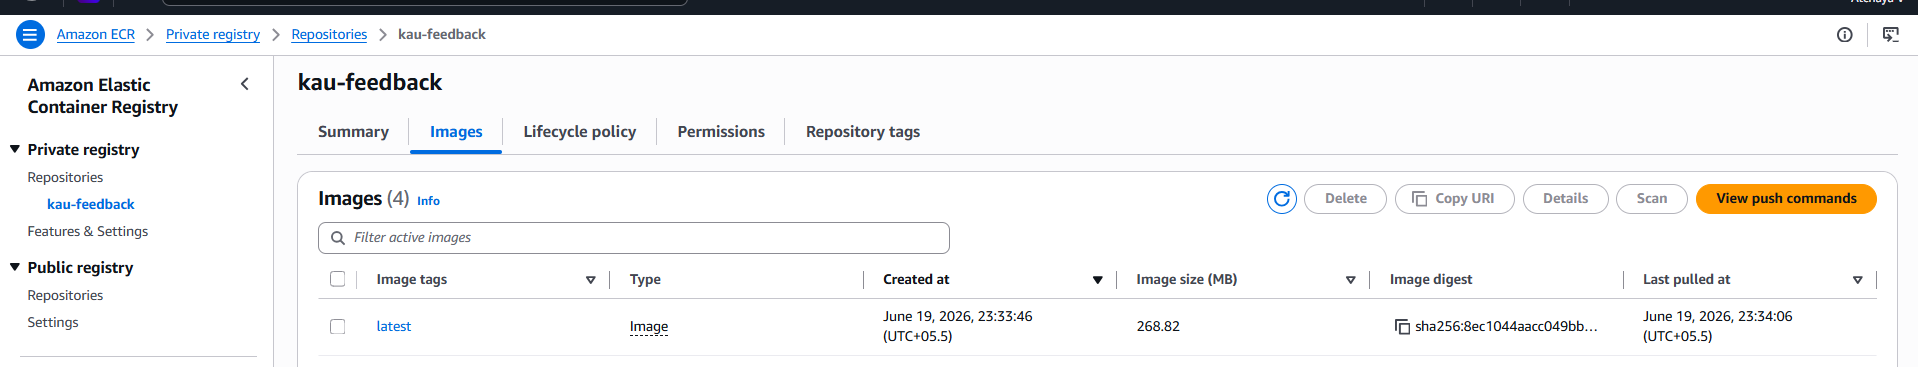 Amazon ECR > Private registry > Repositories > kau-feedback
Amazon Elastic
Container Registry
Private registry
Repositories
kau-feedback
Features & Settings
Public registry
Repositories
Settings
kau-feedback
Summary Images Lifecycle policy Permissions Repository tags
Images (4) Info
Delete Copy URI Details Scan View push commands
Filter active images
Image tags Type Created at Image size (MB) Image digest Last pulled at
latest Image June 19, 2026, 23:33:46 268.82 sha256:8ec1044aacc049bb... June 19, 2026, 23:34:06
(UTC+05.5) (UTC+05.5)